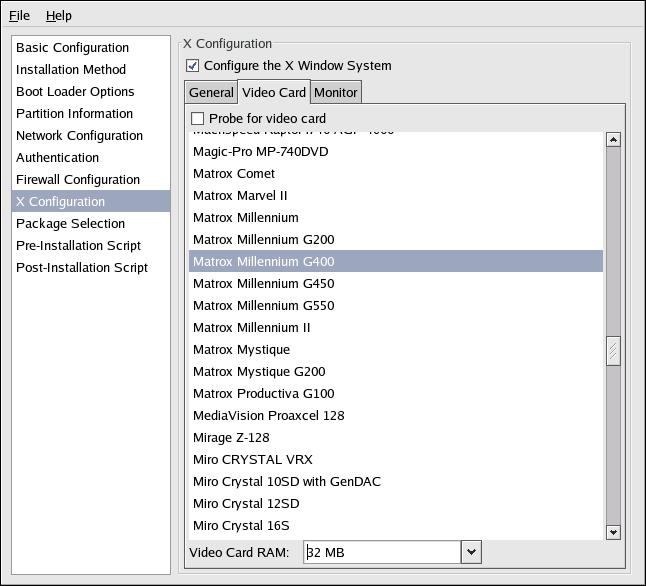 File Help
Basic Configuration
Installation Method
Boot Loader Options
Partition Information
Network Configuration
Authentication
Firewall Configuration
X Configuration
Package Selection
Pre-Installation Script
Post-Installation Script
X Configuration
Configure the X Window System
General Video Card Monitor
Probe for video card
Magic-Pro MP-740DVD
Matrox Comet
Matrox Marvel II
Matrox Millennium
Matrox Millennium G200
Matrox Millennium G400
Matrox Millennium G450
Matrox Millennium G550
Matrox Millennium II
Matrox Mystique
Matrox Mystique G200
Matrox Productiva G100
MediaVision Proaxcel 128
Mirage Z-128
Miro CRYSTAL VRX
Miro Crystal 10SD with GenDAC
Miro Crystal 12SD
Miro Crystal 16S
Video Card RAM: 32 MB